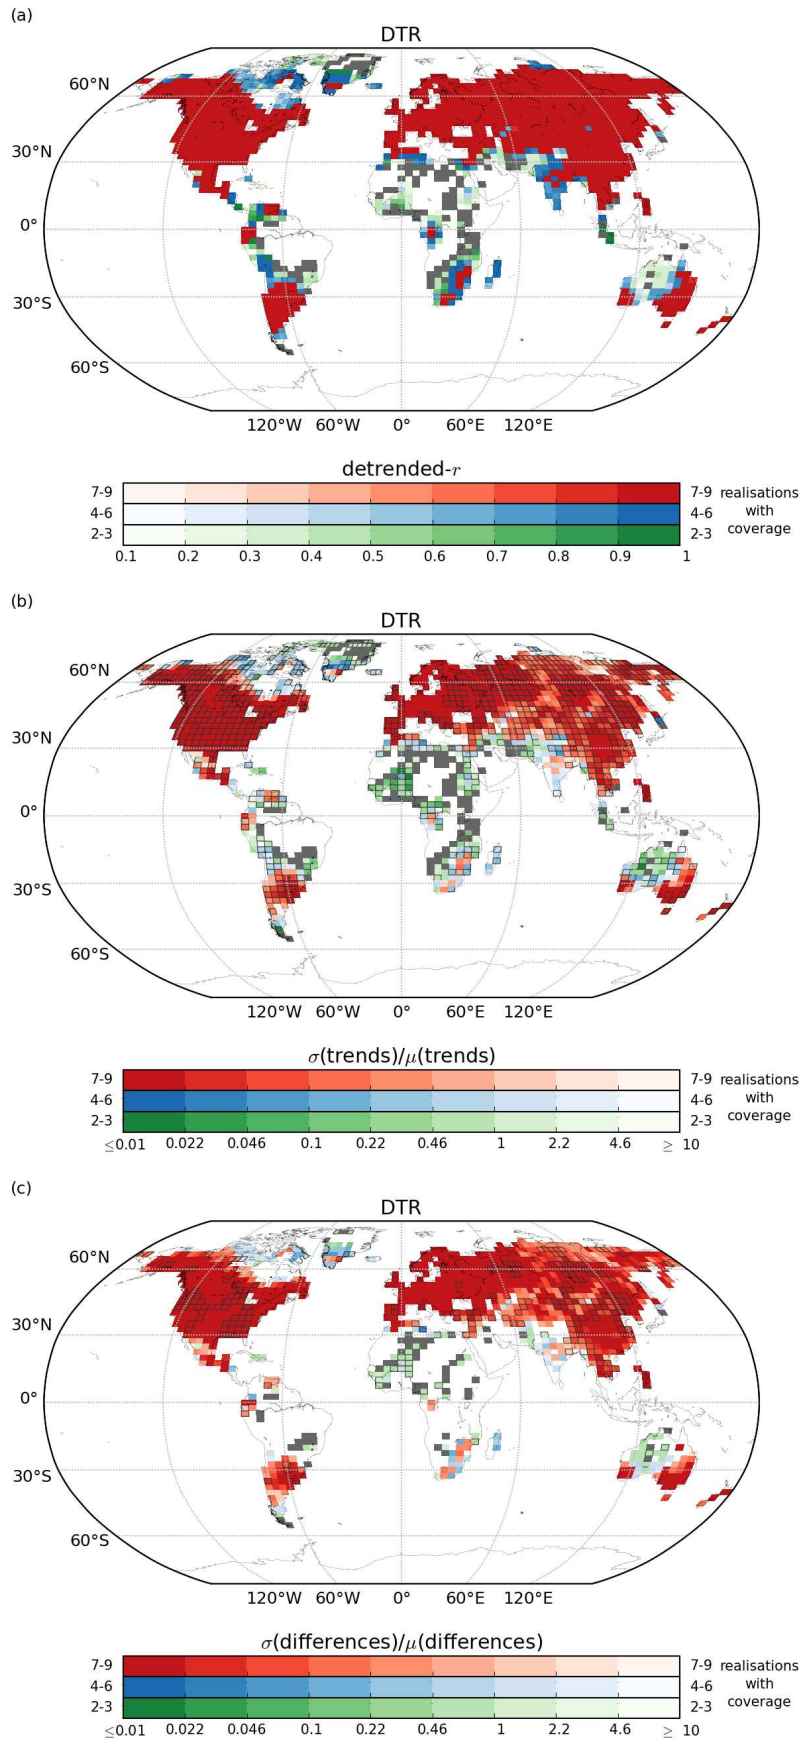 (a)
DTR
60°N
30°N
0°
30°S
60°S
120°W 60°W 0° 60°E 120°E
detrended-r
7-9 7-9 realisations
4-6 4-6 with
2-3 2-3 coverage
0.1 0.2 0.3 0.4 0.5 0.6 0.7 0.8 0.9 1
(b)
DTR
60°N
30°N
0°
30°S
60°S
120°W 60°W 0° 60°E 120°E
σ(trends)/μ(trends)
7-9 7-9 realisations
4-6 4-6 with
2-3 2-3 coverage
≤0.01 0.022 0.046 0.1 0.22 0.46 1 2.2 4.6 ≥ 10
(c)
DTR
60°N
30°N
0°
30°S
60°S
120°W 60°W 0° 60°E 120°E
σ(differences)/μ(differences)
7-9 7-9 realisations
4-6 4-6 with
2-3 2-3 coverage
≤0.01 0.022 0.046 0.1 0.22 0.46 1 2.2 4.6 ≥ 10